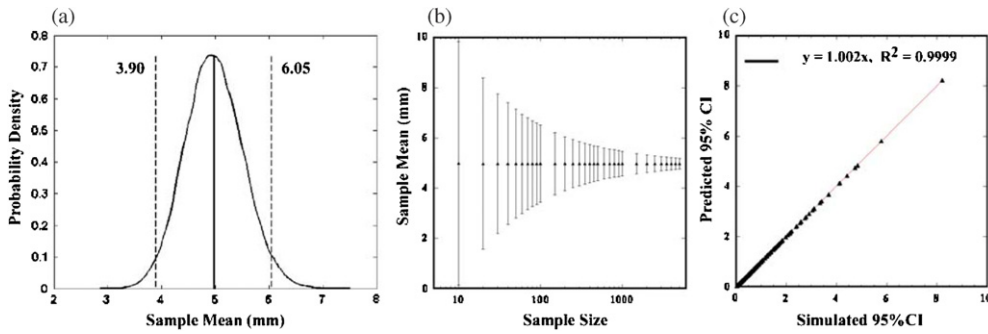 (a)
0.8
0.7
0.6
0.5
0.4
0.3
0.2
0.1
0
2 3 4 5 6 7 8
3.90
6.05
Probability Density
Sample Mean (mm)
(b)
10
8
6
4
2
0
10 100 1000
Sample Mean (mm)
Sample Size
(c)
10
8
6
4
2
0
0 2 4 6 8 10
y = 1.002x, R² = 0.9999
Predicted 95% CI
Simulated 95%CI